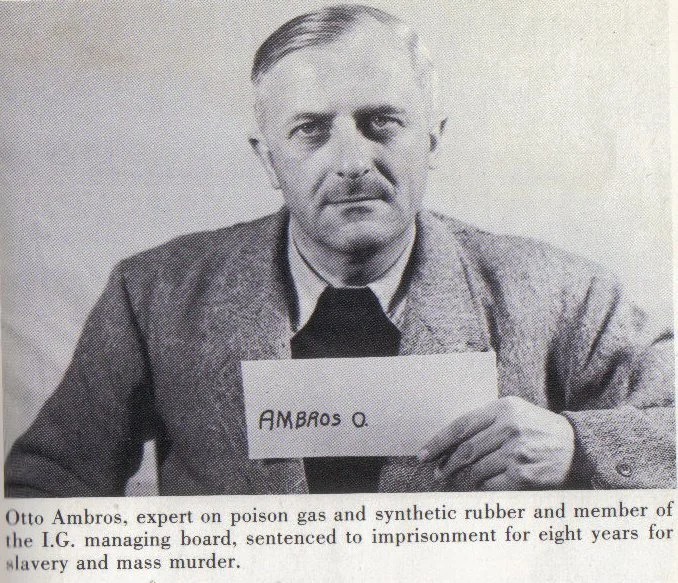 AMBROS O.
Otto Ambros, expert on poison gas and synthetic rubber and member of
the I.G. managing board, sentenced to imprisonment for eight years for
slavery and mass murder.